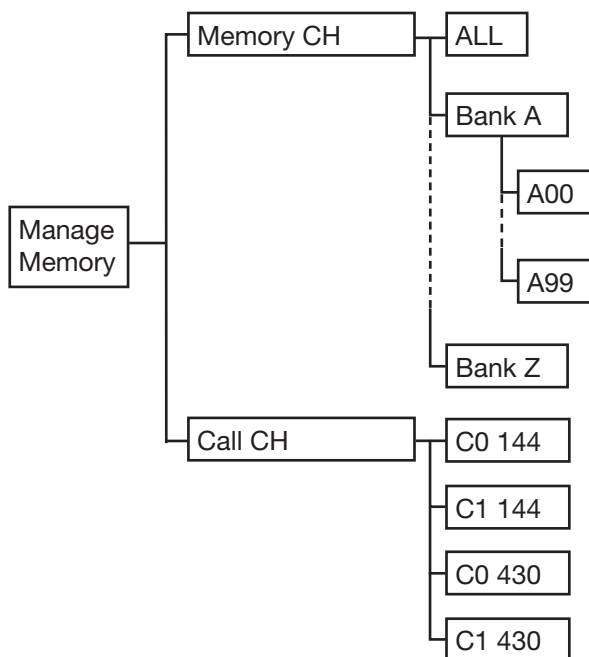 Manage
Memory
Memory CH
ALL
Bank A
A00
A99
Bank Z
Call CH
C0 144
C1 144
C0 430
C1 430